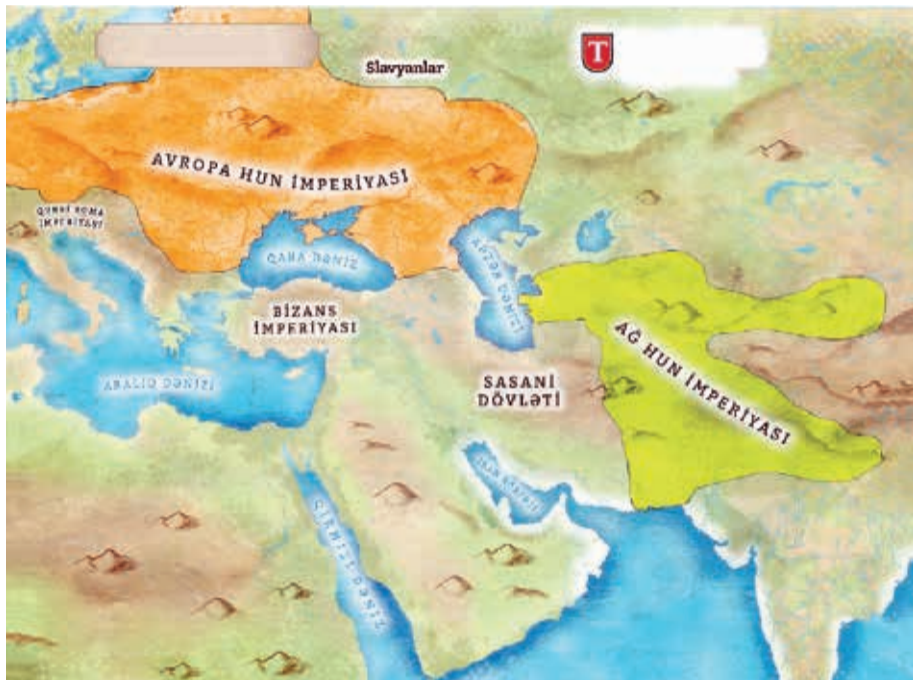 T
Slavyanlar
AVROPA HUN İMPERİYASI
QƏRBİ ROMA
İMPERİYASI
QARA DƏNİZ
XƏZƏR DƏNİZİ
BİZANS
İMPERİYASI
AĞ HUN İMPERİYASI
ARALIQ DƏNİZİ
SASANİ
DÖVLƏTİ
QIRMIZI DƏNİZ